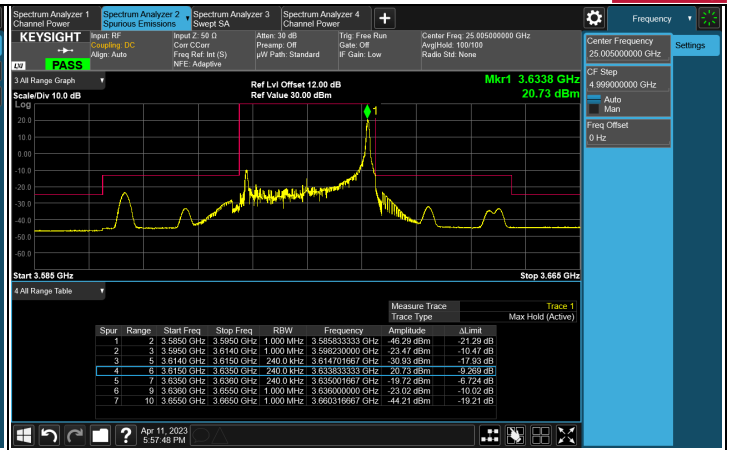 Spectrum Analyzer 1
Channel Power
Spectrum Analyzer 2
Spurious Emissions
Spectrum Analyzer 3
Swept SA
Spectrum Analyzer 4
Channel Power
Frequency
KEYSIGHT
LXI
PASS
Input: RF
Coupling: DC
Align: Auto
Input Z: 50 Ω
Corr CCorr
Freq Ref: Int (S)
NFE: Adaptive
Atten: 30 dB
Preamp: Off
µW Path: Standard
Trig: Free Run
Gate: Off
IF Gain: Low
Center Freq: 25.005000000 GHz
Avg|Hold: 100/100
Radio Std: None
Center Frequency
25.005000000 GHz
Settings
CF Step
4.999000000 GHz
Auto
Man
Freq Offset
0 Hz
3 All Range Graph
Scale/Div 10.0 dB
Ref Lvl Offset 12.00 dB
Ref Value 30.00 dBm
Mkr1 3.6338 GHz
20.73 dBm
Log
1
20.0
10.0
0.00
-10.0
-20.0
-30.0
-40.0
-50.0
-60.0
Start 3.585 GHz
Stop 3.665 GHz
4 All Range Table
Measure Trace Trace 1
Trace Type Max Hold (Active)
Spur Range Start Freq Stop Freq RBW Frequency Amplitude ΔLimit
1 2 3.5850 GHz 3.5950 GHz 1.000 MHz 3.585833333 GHz -46.29 dBm -21.29 dB
2 3 3.5950 GHz 3.6140 GHz 1.000 MHz 3.598230000 GHz -23.47 dBm -10.47 dB
3 5 3.6140 GHz 3.6150 GHz 240.0 kHz 3.614701667 GHz -30.93 dBm -17.93 dB
4 6 3.6150 GHz 3.6350 GHz 240.0 kHz 3.633833333 GHz 20.73 dBm -9.269 dB
5 7 3.6350 GHz 3.6360 GHz 240.0 kHz 3.635001667 GHz -19.72 dBm -6.724 dB
6 9 3.6360 GHz 3.6550 GHz 1.000 MHz 3.636000000 GHz -23.02 dBm -10.02 dB
7 10 3.6550 GHz 3.6650 GHz 1.000 MHz 3.660316667 GHz -44.21 dBm -19.21 dB
Apr 11, 2023
5:57:48 PM